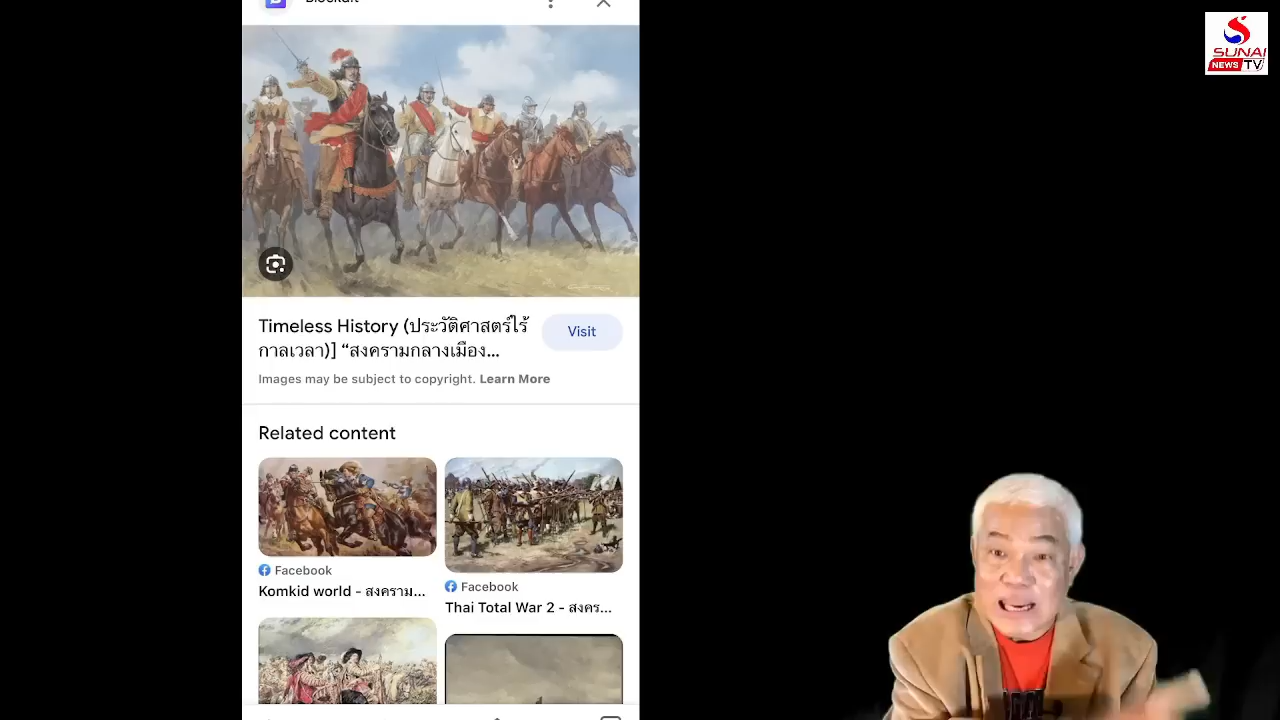 SUNAI
NEWS TV
Timeless History (ประวัติศาสตร์ไร้
กาลเวลา)] “สงครามกลางเมือง...
Visit
Images may be subject to copyright. Learn More
Related content
Facebook
Komkid world - สงคราม...
Facebook
Thai Total War 2 - สงคร...